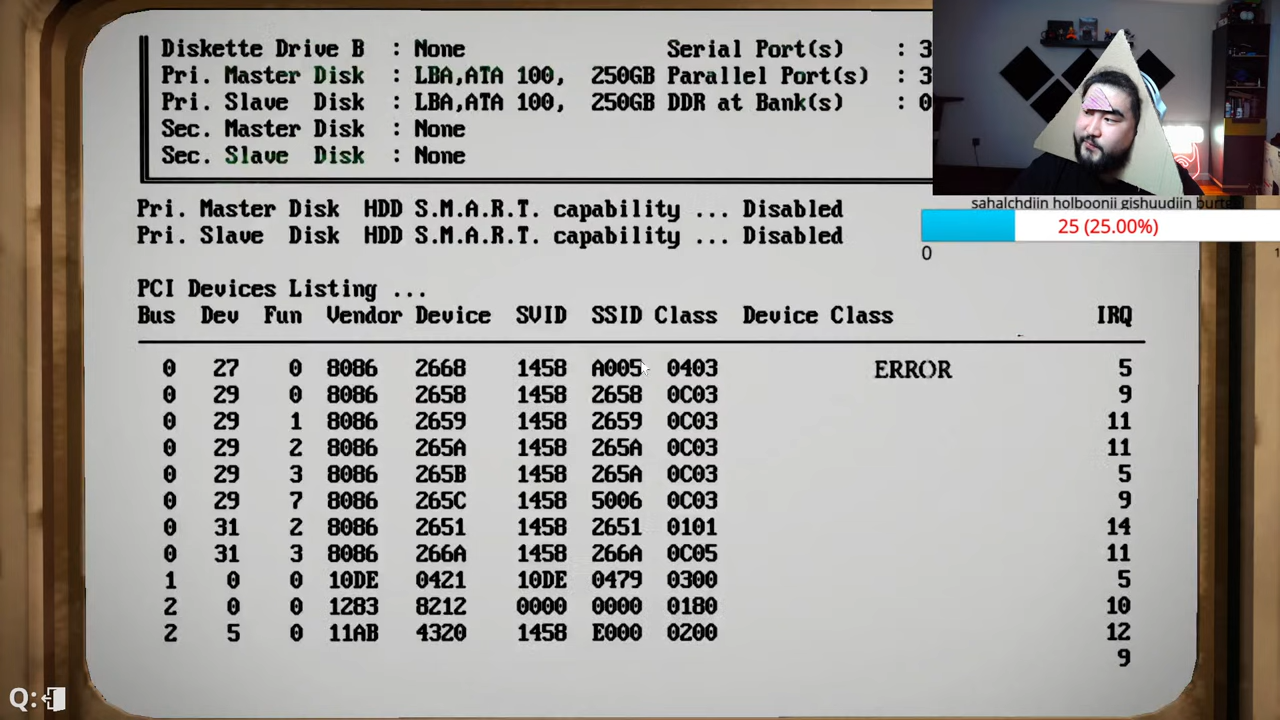 Diskette Drive B : None Serial Port(s) : 3
Pri. Master Disk : LBA,ATA 100, 250GB Parallel Port(s) : 3
Pri. Slave Disk : LBA,ATA 100, 250GB DDR at Bank(s) : 0
Sec. Master Disk : None
Sec. Slave Disk : None
sahalchdiin holboonii gishuudiin
25 (25.00%)
0
Pri. Master Disk HDD S.M.A.R.T. capability ... Disabled
Pri. Slave Disk HDD S.M.A.R.T. capability ... Disabled
PCI Devices Listing ...
Bus Dev Fun Vendor Device SVID SSID Class Device Class IRQ
0 27 0 8086 2668 1458 A005 0403 ERROR 5
0 29 0 8086 2658 1458 2658 0C03 9
0 29 1 8086 2659 1458 2659 0C03 11
0 29 2 8086 265A 1458 265A 0C03 11
0 29 3 8086 265B 1458 265A 0C03 5
0 29 7 8086 265C 1458 5006 0C03 9
0 31 2 8086 2651 1458 2651 0101 14
0 31 3 8086 266A 1458 266A 0C05 11
1 0 0 10DE 0421 10DE 0479 0300 5
2 0 0 1283 8212 0000 0000 0180 10
2 5 0 11AB 4320 1458 E000 0200 12
9
Q: